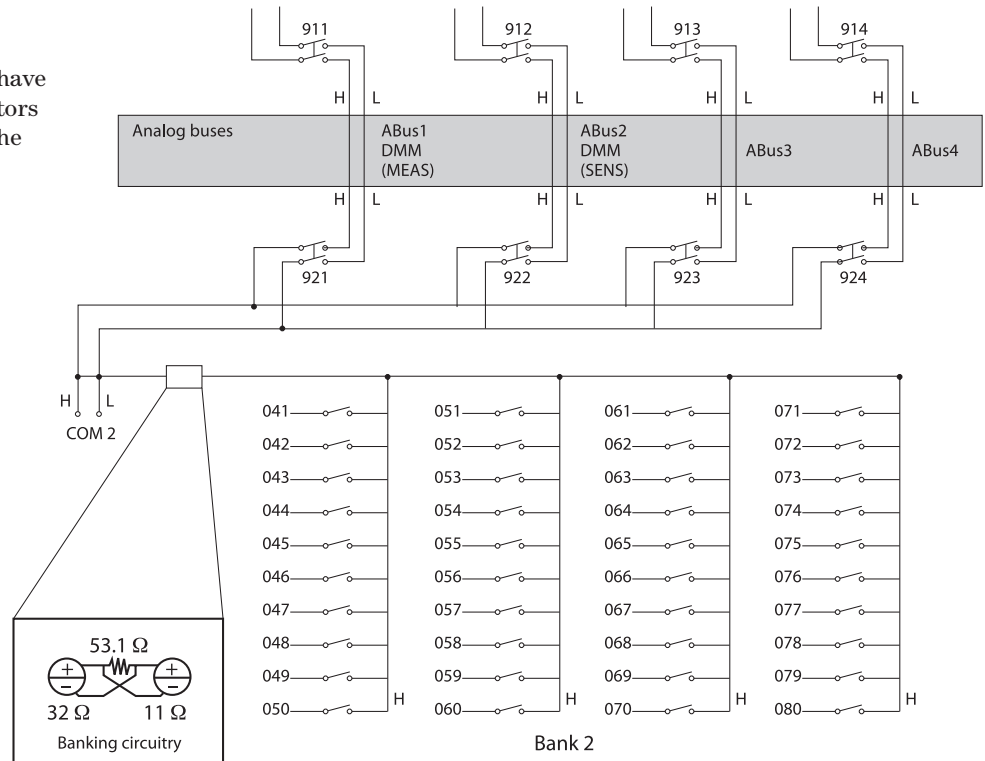 have
tors
he
911
912
913
914
H L H L H L H L
Analog buses
ABus1
DMM
(MEAS)
ABus2
DMM
(SENS)
ABus3
ABus4
H L H L H L H L
921
922
923
924
H L
COM 2
041 051 061 071
042 052 062 072
043 053 063 073
044 054 064 074
045 055 065 075
046 056 066 076
047 057 067 077
048 058 068 078
049 059 069 079
050 H 060 H 070 H 080 H
53.1 Ω
+
−
+
−
32 Ω 11 Ω
Banking circuitry
Bank 2